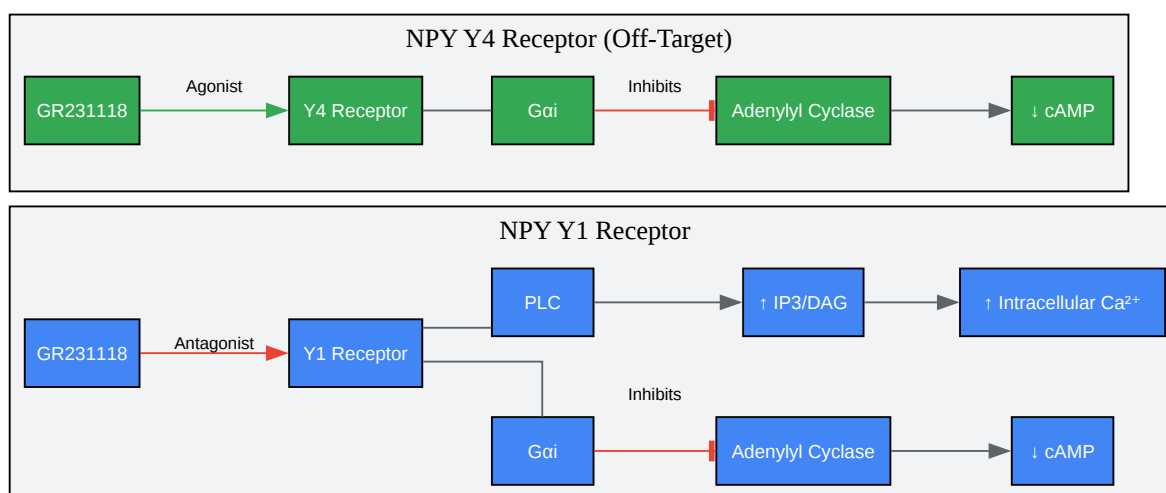 NPY Y4 Receptor (Off-Target)
GR231118
Agonist
Y4 Receptor
Gαi
Inhibits
Adenylyl Cyclase
↓ cAMP
NPY Y1 Receptor
PLC
↑ IP3/DAG
↑ Intracellular Ca²⁺
GR231118
Antagonist
Y1 Receptor
Gαi
Inhibits
Adenylyl Cyclase
↓ cAMP